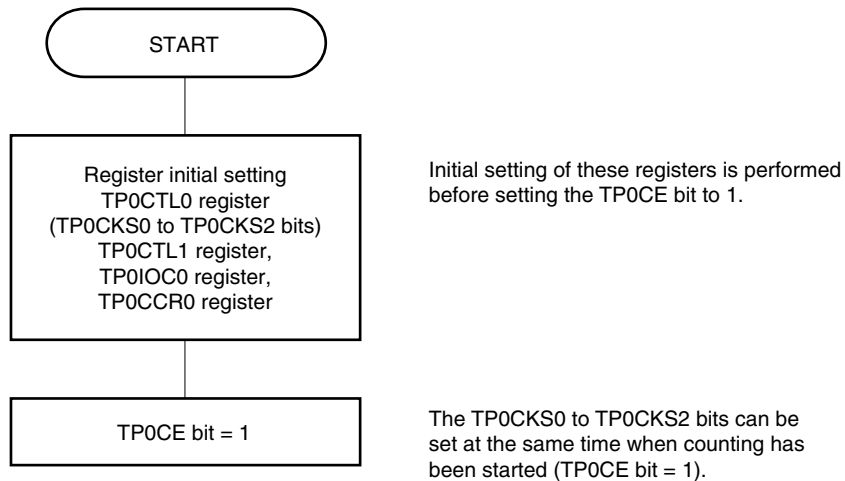 START
Register initial setting
TP0CTL0 register
(TP0CKS0 to TP0CKS2 bits)
TP0CTL1 register,
TP0IOC0 register,
TP0CCR0 register
Initial setting of these registers is performed
before setting the TP0CE bit to 1.
TP0CE bit = 1
The TP0CKS0 to TP0CKS2 bits can be
set at the same time when counting has
been started (TP0CE bit = 1).